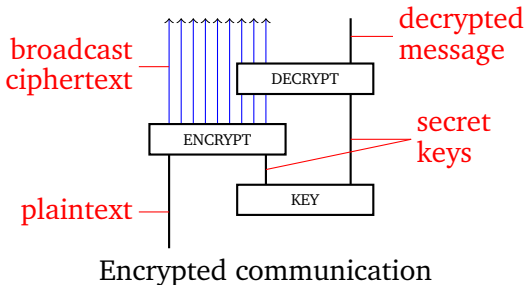 decrypted
message
broadcast
ciphertext
DECRYPT
ENCRYPT
secret
keys
plaintext
KEY
Encrypted communication